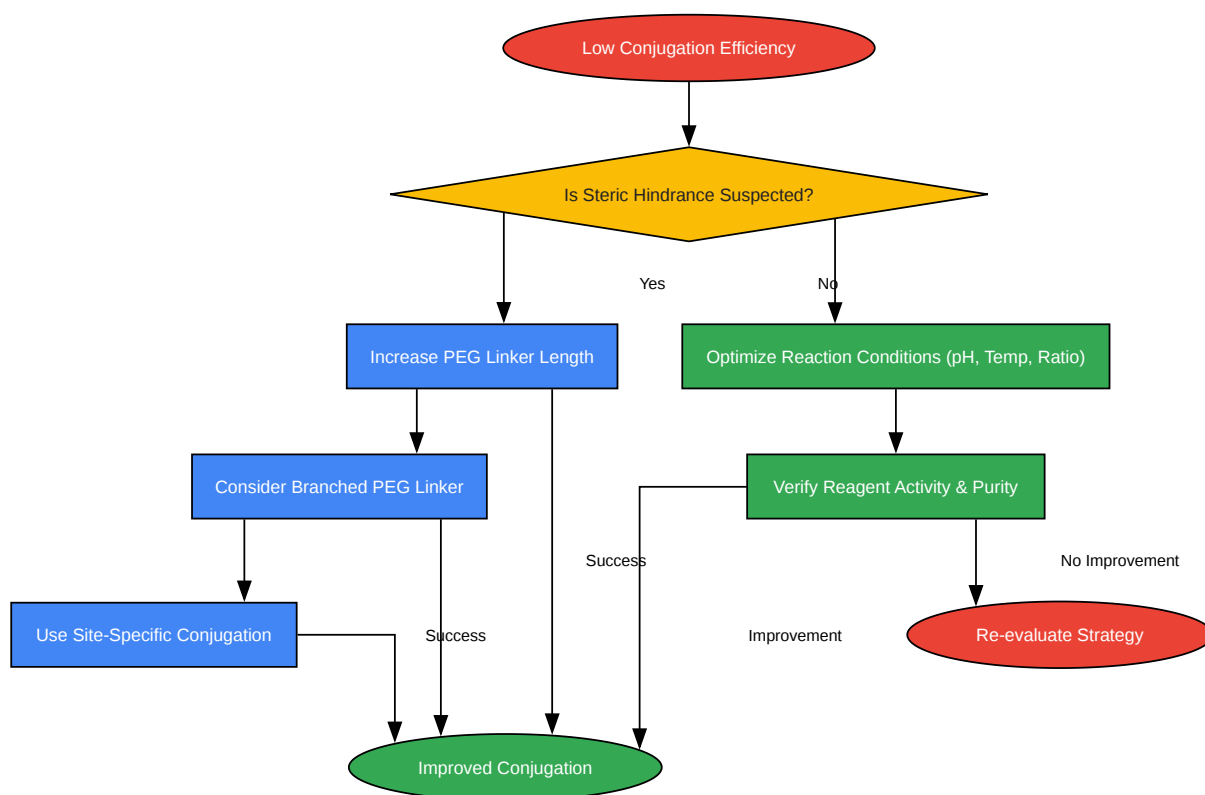 Low Conjugation Efficiency
Is Steric Hindrance Suspected?
Yes
No
Increase PEG Linker Length
Optimize Reaction Conditions (pH, Temp, Ratio)
Consider Branched PEG Linker
Verify Reagent Activity & Purity
Success
No Improvement
Use Site-Specific Conjugation
Success
Improvement
Re-evaluate Strategy
Improved Conjugation